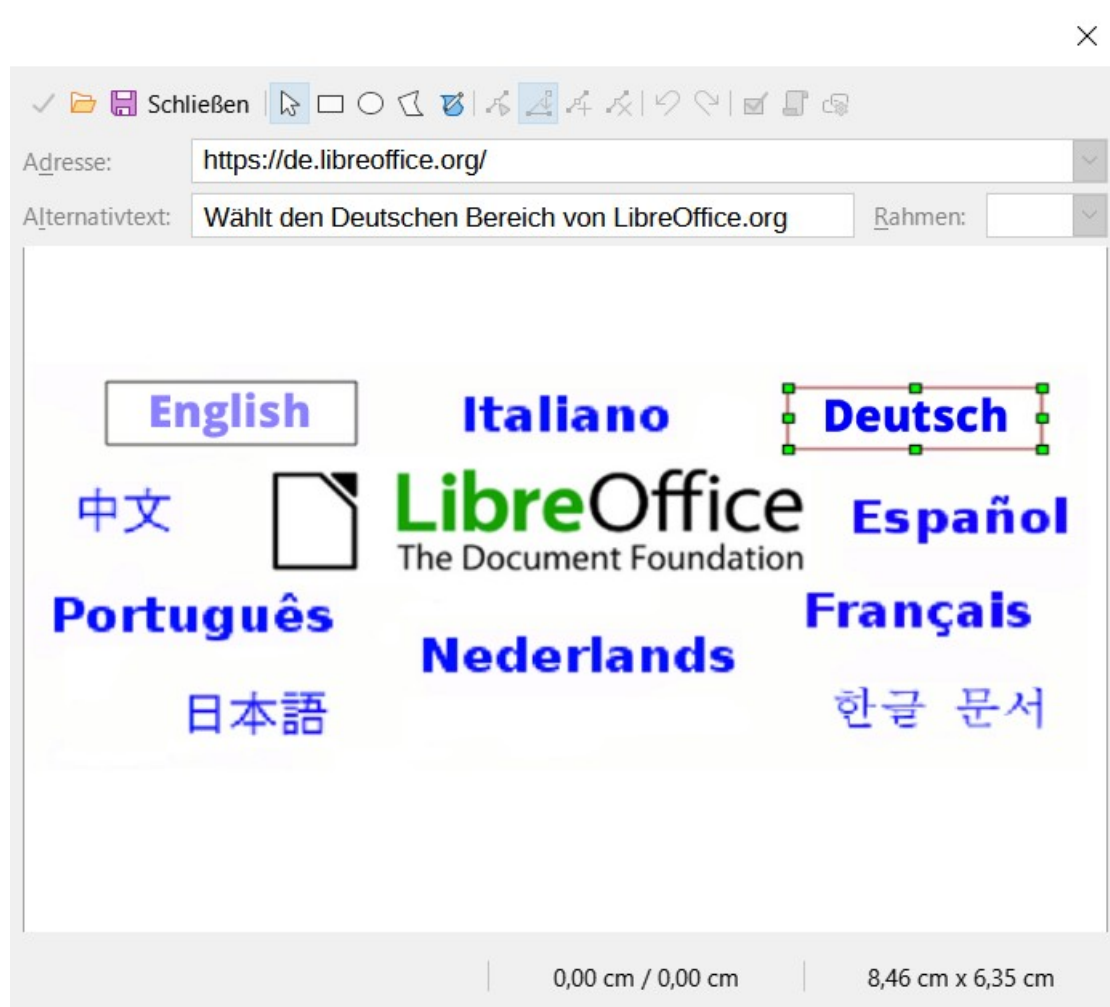 Schließen
Adresse: https://de.libreoffice.org/
Alternativtext: Wählt den Deutschen Bereich von LibreOffice.org Rahmen:
English Italiano Deutsch
中文 LibreOffice Español
The Document Foundation
Português Français
Nederlands
日本語 한글 문서
0,00 cm / 0,00 cm 8,46 cm x 6,35 cm